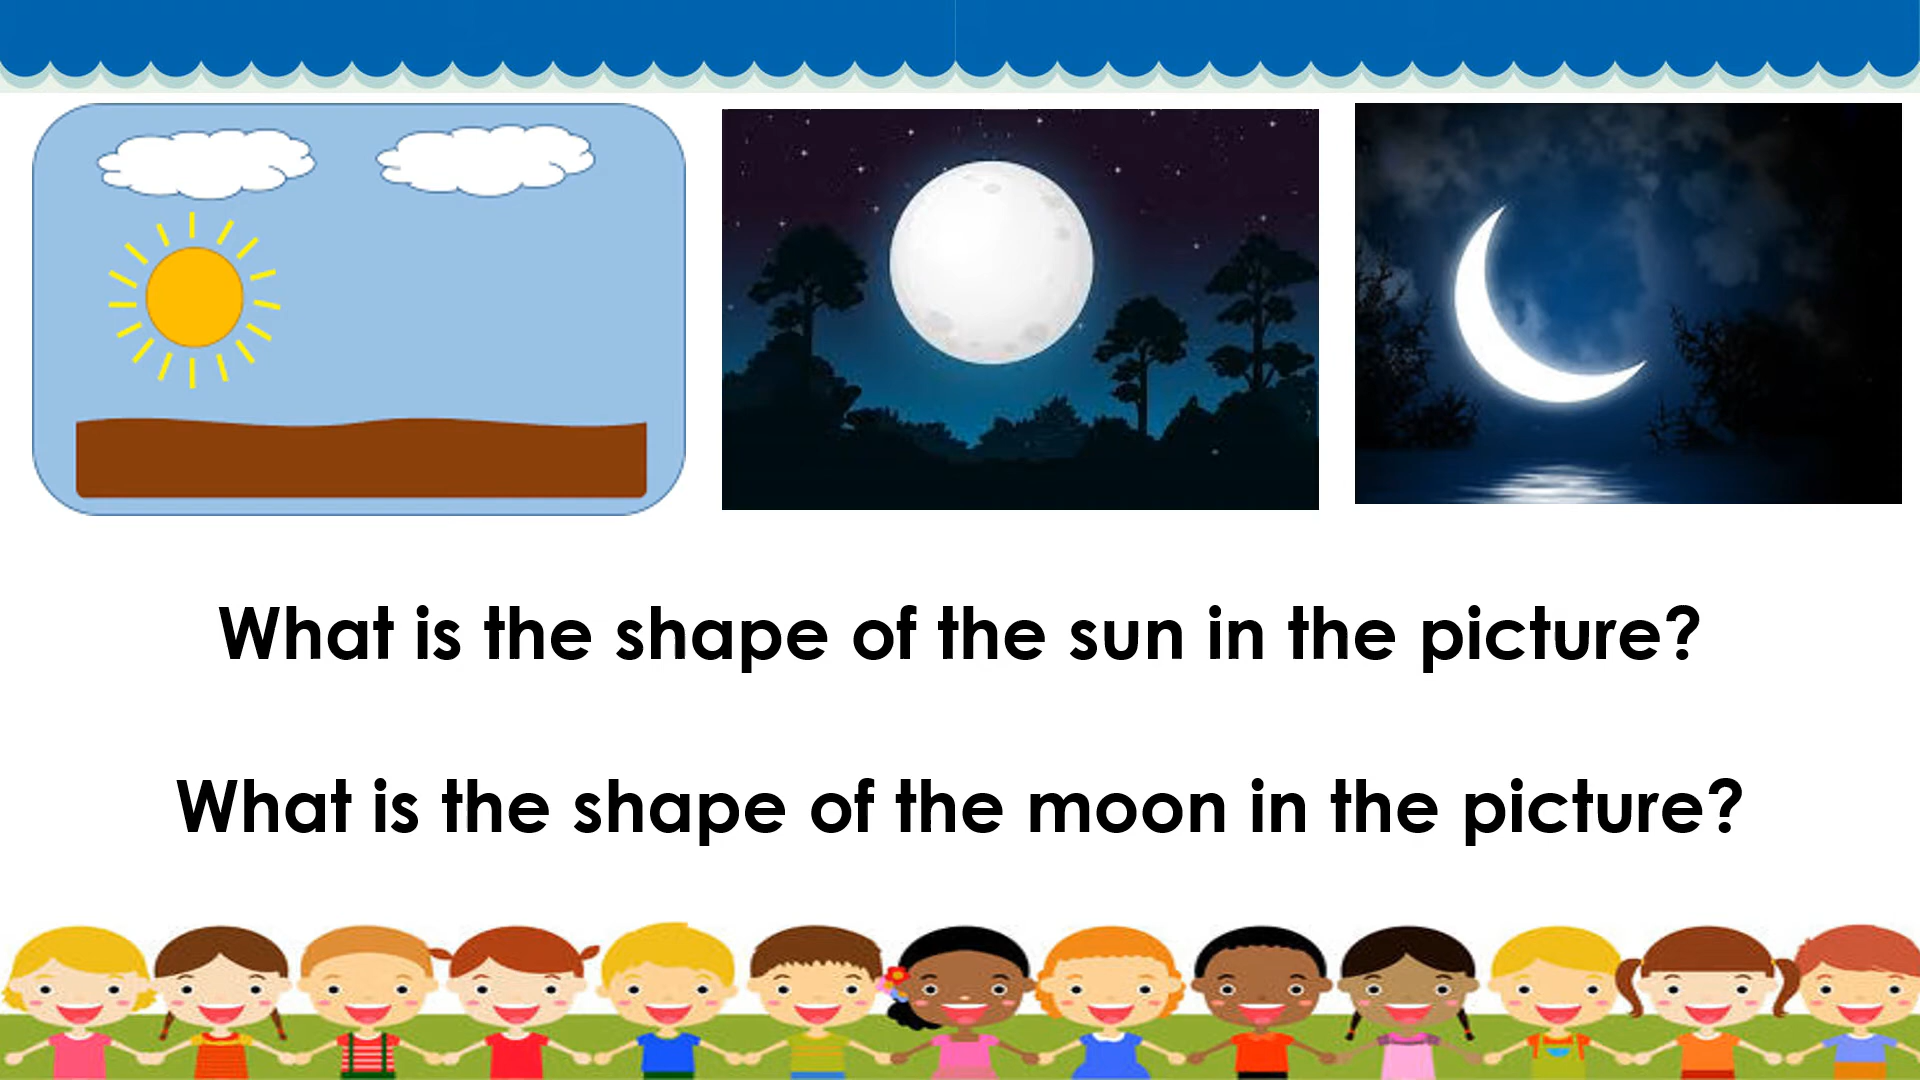 What is the shape of the sun in the picture?
What is the shape of the moon in the picture?